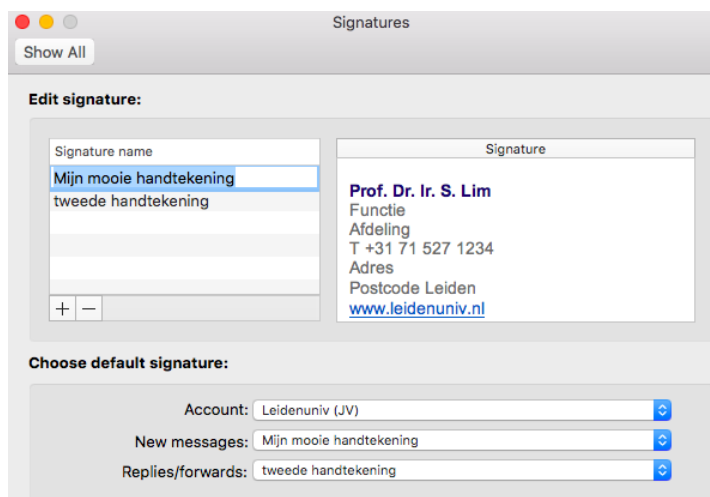 Signatures
Show All
Edit signature:
Signature name
Mijn mooie handtekening
tweede handtekening
+ −
Signature
Prof. Dr. Ir. S. Lim
Functie
Afdeling
T +31 71 527 1234
Adres
Postcode Leiden
www.leidenuniv.nl
Choose default signature:
Account: Leidenuniv (JV)
New messages: Mijn mooie handtekening
Replies/forwards: tweede handtekening